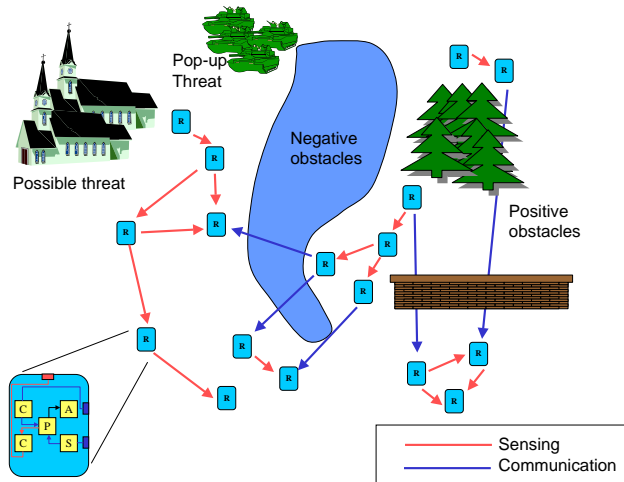 Pop-up
Threat
R
R
R
Negative
obstacles
R
Possible threat
R
Positive
obstacles
R
R
R
R
R
R
R
R
R
R
R
R
R
C
A
P
C
S
Sensing
Communication